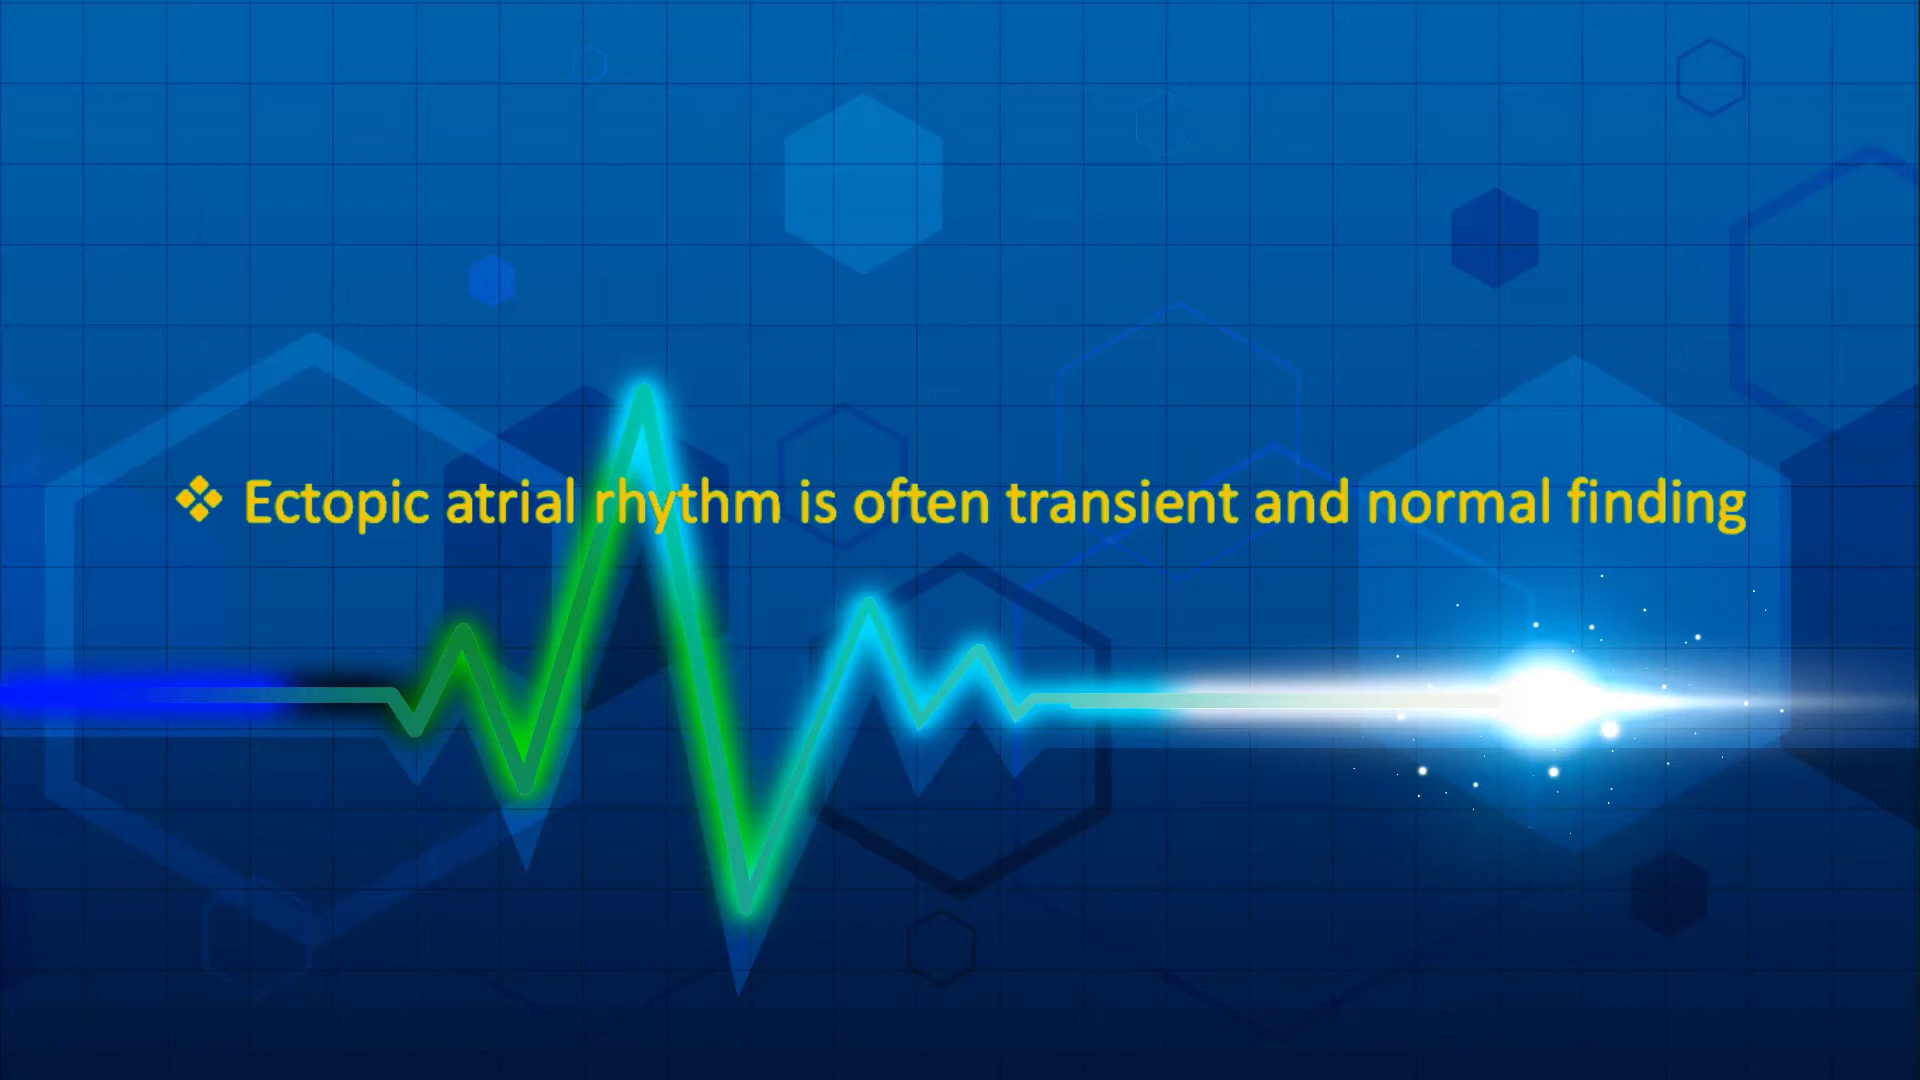 ❖ Ectopic atrial rhythm is often transient and normal finding